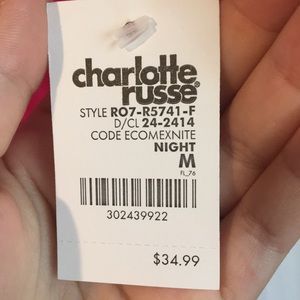 charlotte
russe®
STYLE RO7-R5741-F
D/CL 24-2414
CODE ECOMEXNITE
NIGHT
M
FL_76
302439922
$34.99